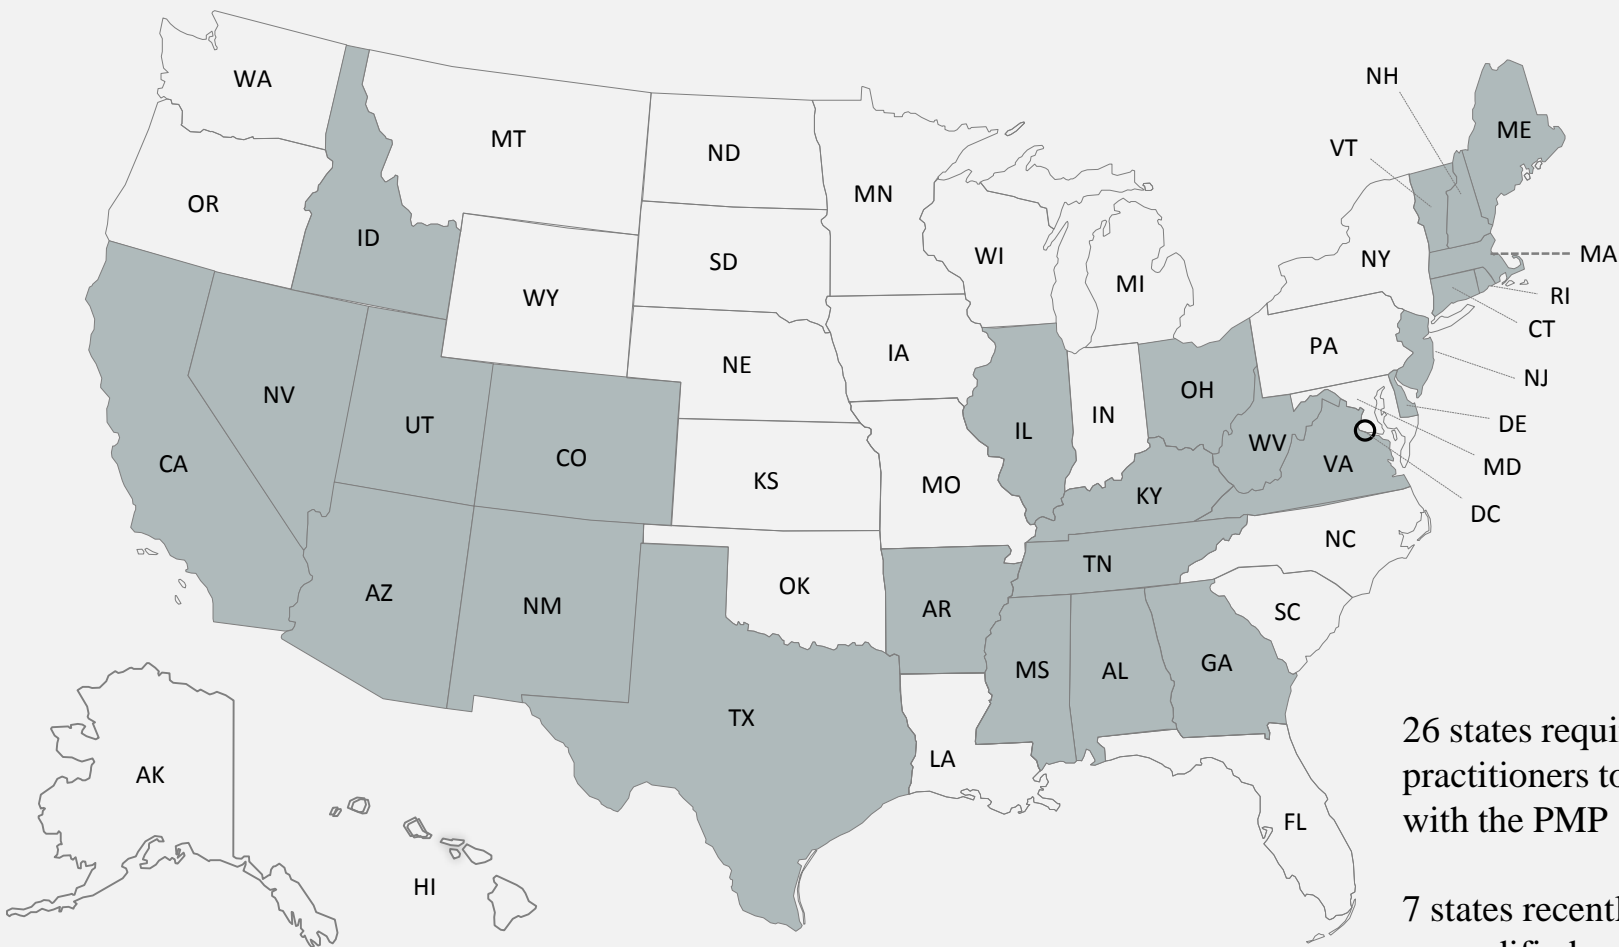 WA
MT
ND
MN
OR
ID
SD
WI
WY
MI
NH
VT
ME
NY
MA
RI
CT
NJ
DE
MD
DC
IA
NE
PA
NV
UT
CO
CA
KS
MO
IL
IN
OH
WV
VA
KY
NC
TN
SC
AZ
NM
OK
AR
MS
AL
GA
TX
LA
FL
AK
HI
26 states
practitioners
with the PMP
7 states